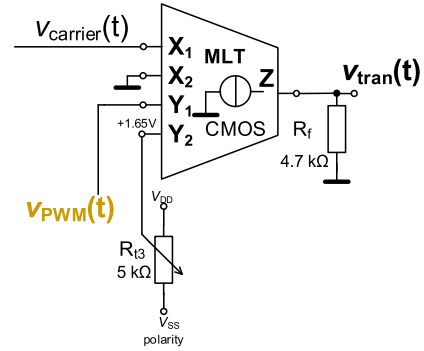 vcarrier(t)
X1
MLT
X2
Z
vtran(t)
Y1
+1.65V
Y2
CMOS
Rf
4.7 kΩ
vPWM(t)
VDD
Rt3
5 kΩ
VSS
polarity